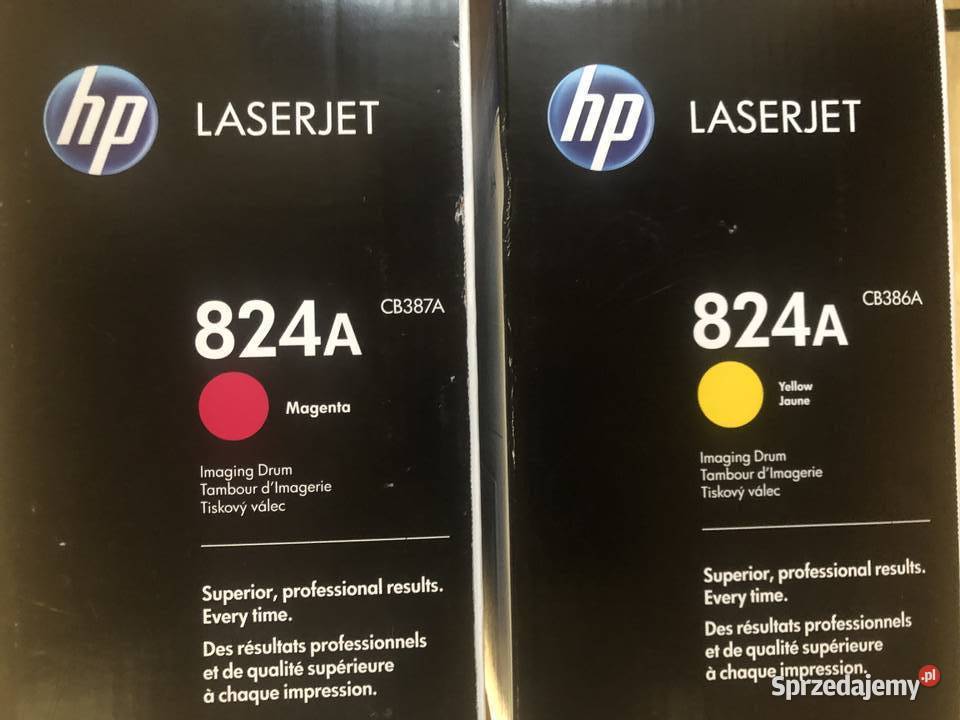 hp LASERJET
824A CB387A
Magenta
Imaging Drum
Tambour d'Imagerie
Tiskový válec
Superior, professional results.
Every time.
Des résultats professionnels
et de qualité supérieure
à chaque impression.
hp LASERJET
824A CB386A
Yellow
Jaune
Imaging Drum
Tambour d'Imagerie
Tiskový válec
Superior, professional results.
Every time.
Des résultats professionnels
et de qualité supérieure
à chaque impression.
Sprzedajemy.pl